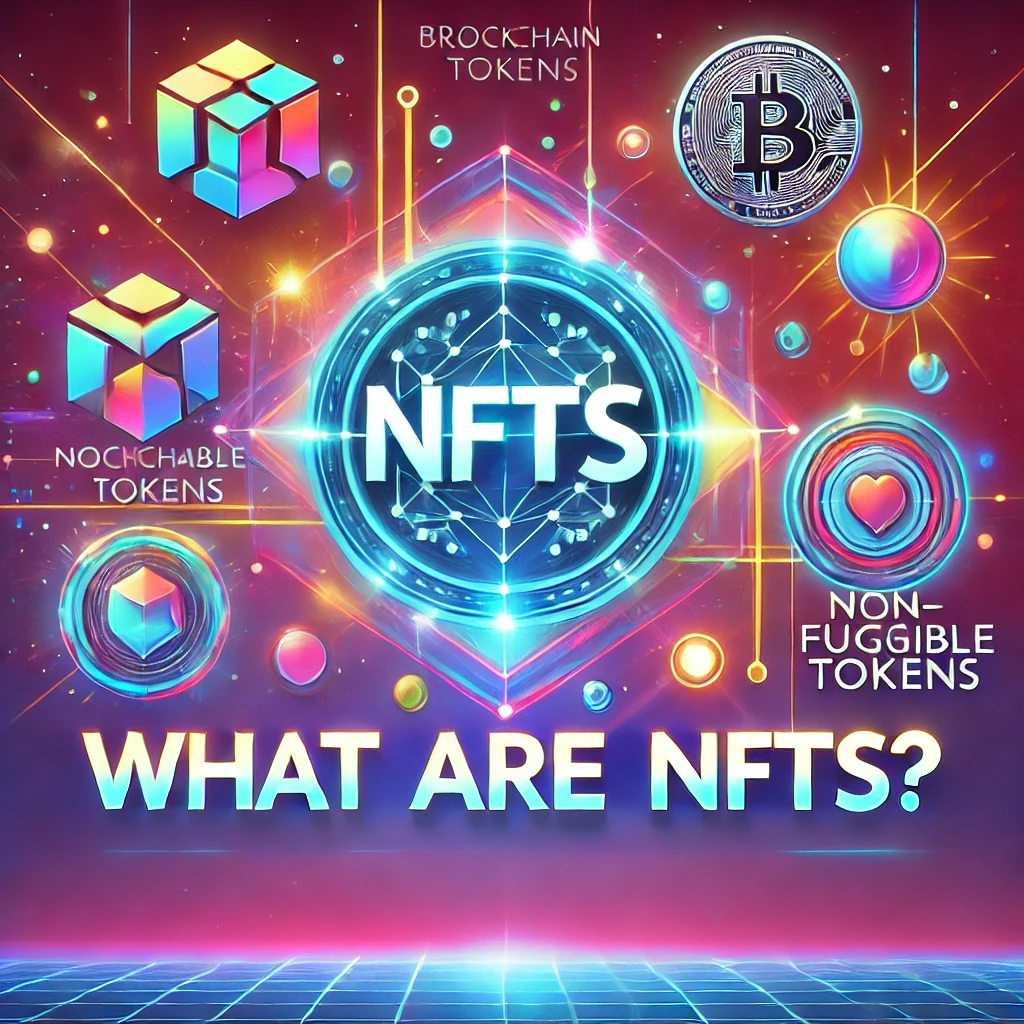 BROCKCHAIN
TOKENS
B
NFTS
NOCHCHABLE
TOKENS
NON-
FUGGIBLE
TOKENS
WHAT ARE NFTS?